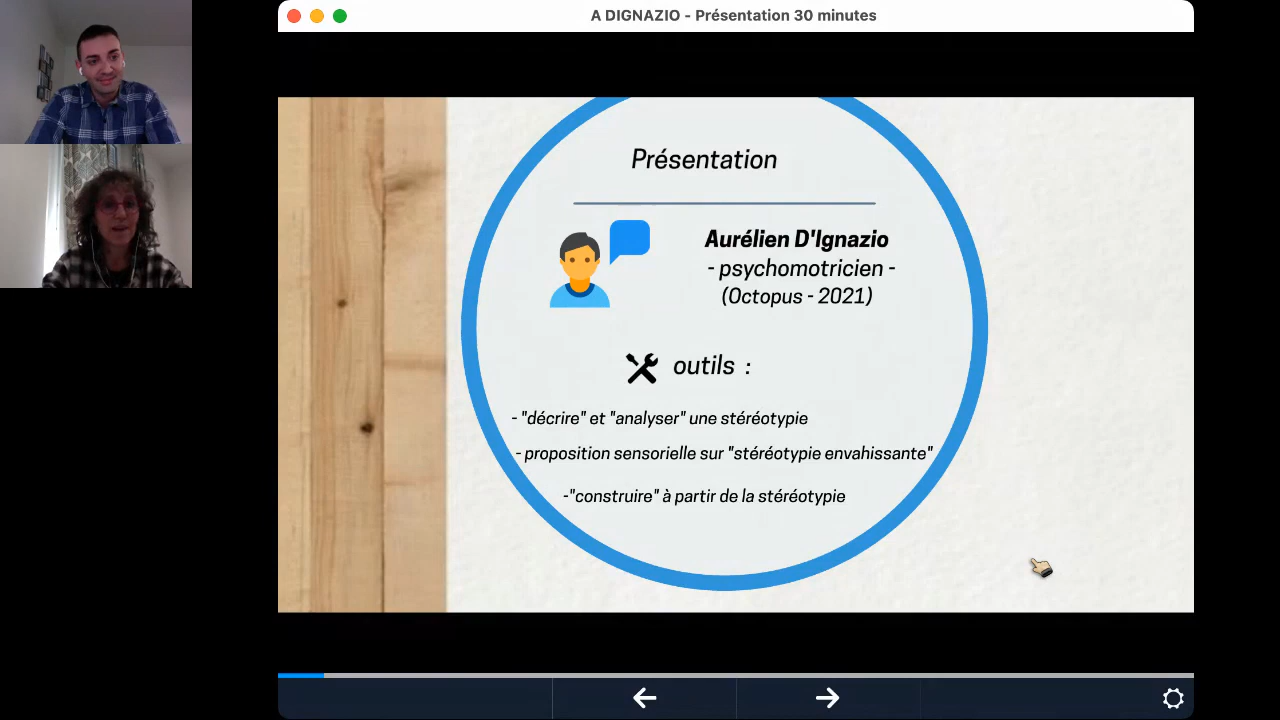 A DIGNAZIO - Présentation 30 minutes
Présentation
Aurélien D'Ignazio
- psychomotricien -
(Octopus - 2021)
outils :
- "décrire" et "analyser" une stéréotypie
- proposition sensorielle sur "stéréotypie envahissante"
-"construire" à partir de la stéréotypie